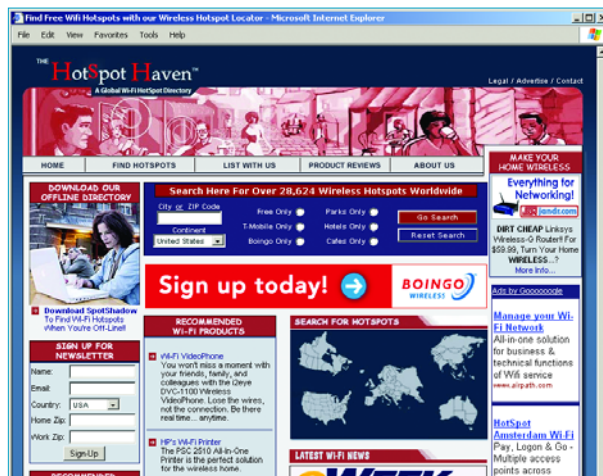 Find Free Wifi Hotspots with our Wireless Hotspot Locator - Microsoft Internet Explorer
File Edit View Favorites Tools Help
THE HotSpot Haven™
A Global Wi-Fi HotSpot Directory
Legal / Advertise / Contact
HOME
FIND HOTSPOTS
LIST WITH US
PRODUCT REVIEWS
ABOUT US
DOWNLOAD OUR
OFFLINE DIRECTORY
Download SpotShadow
To Find Wi-Fi Hotspots
When You're Off-Line!!
SIGN UP FOR
NEWSLETTER
Name:
Email:
Country: USA
Home Zip:
Work Zip:
Sign-Up
RECOMMENDED
Search Here For Over 28,624 Wireless Hotspots Worldwide
City or ZIP Code
Continent
United States
Free Only
Parks Only
T-Mobile Only
Hotels Only
Boingo Only
Cafes Only
Go Search
Reset Search
Sign up today!
BOINGO
WIRELESS
RECOMMENDED
WI-FI PRODUCTS
Wi-Fi VideoPhone
You won't miss a moment with
your friends, family, and
colleagues with the i2eye
DVC-1100 Wireless
VideoPhone. Lose the wires,
not the connection. Be there
real time... anytime.
HP's Wi-Fi Printer
The PSC 2510 All-In-One
Printer is the perfect solution
for the wireless home.
SEARCH FOR HOTSPOTS
LATEST WI-FI NEWS
eWEEK
MAKE YOUR
HOME WIRELESS
Everything for
Networking!
jandr.com
DIRT CHEAP Linksys
Wireless-G Router!! For
$59.99, Turn Your Home
WIRELESS...?
More Info...
Ads by Goooooogle
Manage your Wi-
Fi Network
All-in-one solution
for business &
technical functions
of Wifi service
www.airpath.com
HotSpot
Amsterdam Wi-Fi
Pay, Logon & Go -
Multiple access
points across